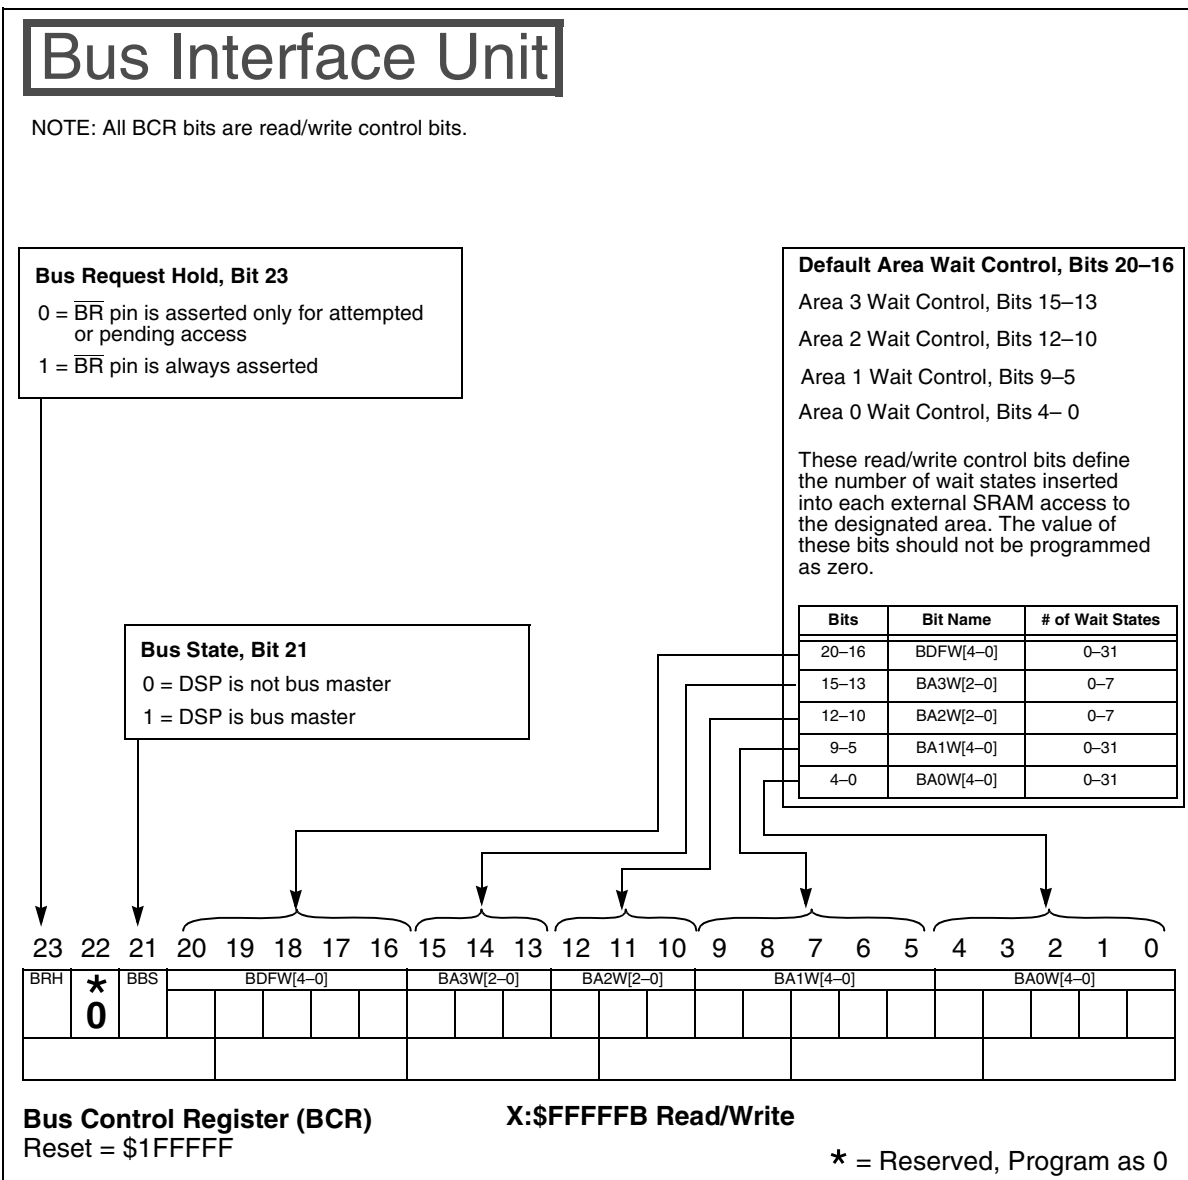 Bus Interface Unit
NOTE: All BCR bits are read/write control bits.
Bus Request Hold, Bit 23
0 = BR pin is asserted only for attempted
or pending access
1 = BR pin is always asserted
Default Area Wait Control, Bits 20–16
Area 3 Wait Control, Bits 15–13
Area 2 Wait Control, Bits 12–10
Area 1 Wait Control, Bits 9–5
Area 0 Wait Control, Bits 4– 0
These read/write control bits define
the number of wait states inserted
into each external SRAM access to
the designated area. The value of
these bits should not be programmed
as zero.
Bits Bit Name # of Wait States
20–16 BDFW[4–0] 0–31
15–13 BA3W[2–0] 0–7
12–10 BA2W[2–0] 0–7
9–5 BA1W[4–0] 0–31
4–0 BA0W[4–0] 0–31
Bus State, Bit 21
0 = DSP is not bus master
1 = DSP is bus master
23 22 21 20 19 18 17 16 15 14 13 12 11 10 9 8 7 6 5 4 3 2 1 0
BRH * BBS BDFW[4–0] BA3W[2–0] BA2W[2–0] BA1W[4–0] BA0W[4–0]
0
Bus Control Register (BCR) X:$FFFFFB Read/Write
Reset = $1FFFFF
* = Reserved, Program as 0